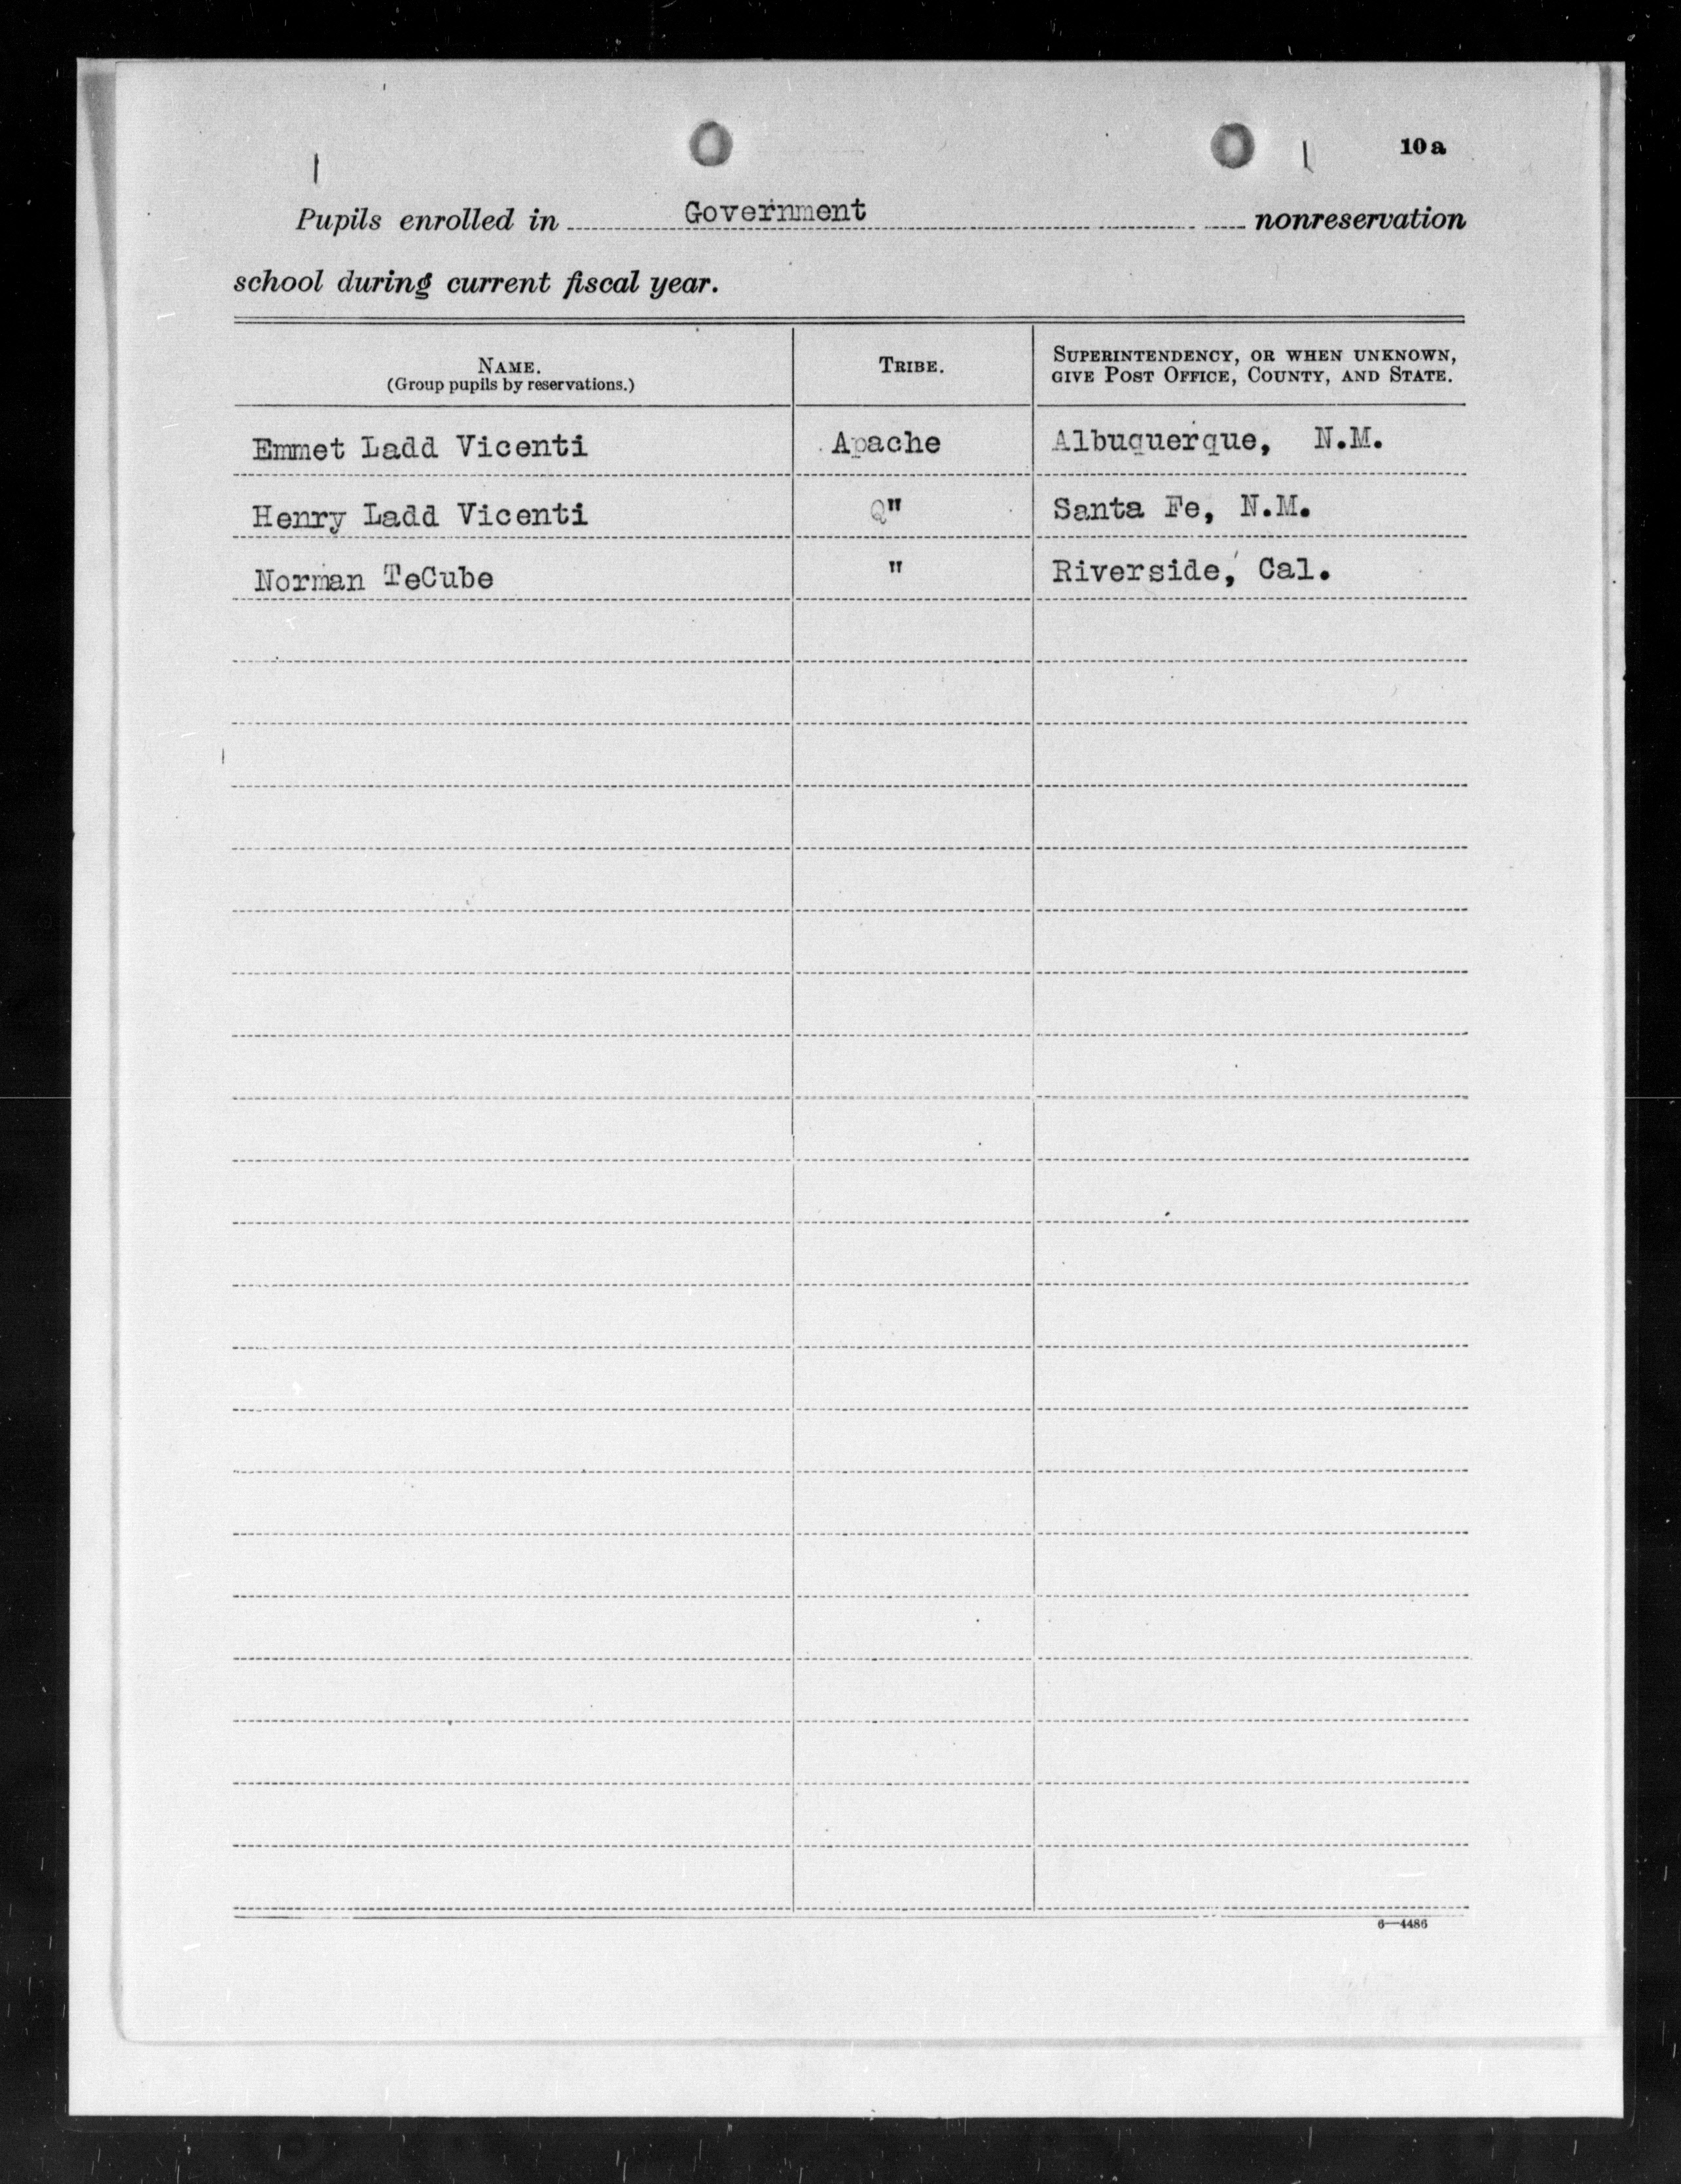 10a
Pupils enrolled in Government nonreservation
school during current fiscal year.
NAME. TRIBE. SUPERINTENDENCY, OR WHEN UNKNOWN,
(Group pupils by reservations.) GIVE POST OFFICE, COUNTY, AND STATE.
Emmet Ladd Vicenti Apache Albuquerque, N.M.
Henry Ladd Vicenti Q" Santa Fe, N.M.
Norman TeCube " Riverside, Cal.
6—4486